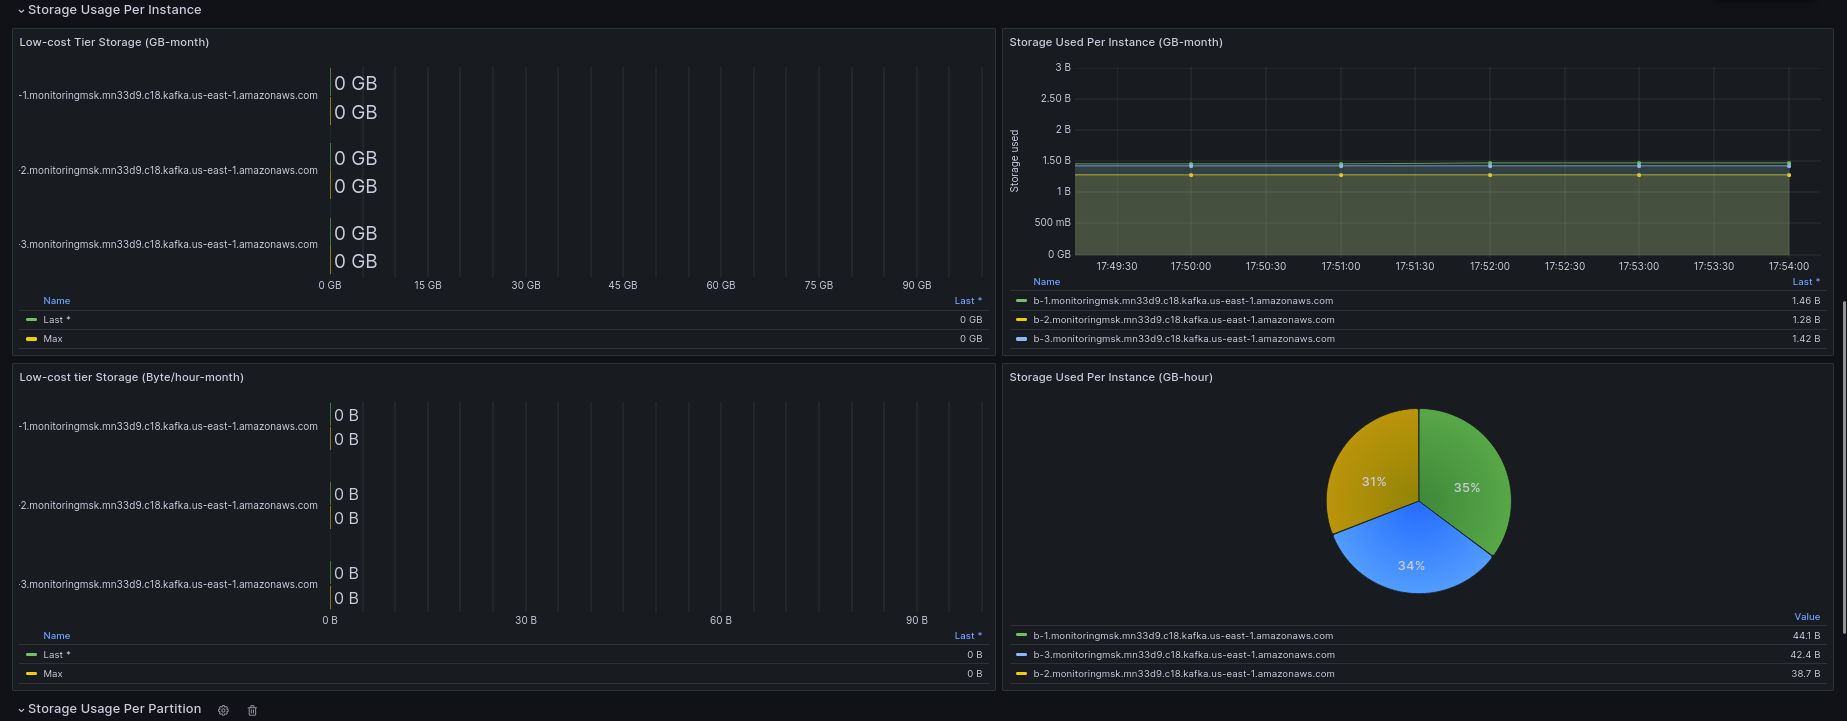 Storage Usage Per Instance
Low-cost Tier Storage (GB-month)
-1.monitoringmsk.mn33d9.c18.kafka.us-east-1.amazonaws.com
0 GB
0 GB
-2.monitoringmsk.mn33d9.c18.kafka.us-east-1.amazonaws.com
0 GB
0 GB
-3.monitoringmsk.mn33d9.c18.kafka.us-east-1.amazonaws.com
0 GB
0 GB
0 GB 15 GB 30 GB 45 GB 60 GB 75 GB 90 GB
Name Last *
Last * 0 GB
Max 0 GB
Storage Used Per Instance (GB-month)
Storage used
3 B
2.50 B
2 B
1.50 B
1 B
500 mB
0 GB
17:49:30 17:50:00 17:50:30 17:51:00 17:51:30 17:52:00 17:52:30 17:53:00 17:53:30 17:54:00
Name Last *
b-1.monitoringmsk.mn33d9.c18.kafka.us-east-1.amazonaws.com 1.46 B
b-2.monitoringmsk.mn33d9.c18.kafka.us-east-1.amazonaws.com 1.28 B
b-3.monitoringmsk.mn33d9.c18.kafka.us-east-1.amazonaws.com 1.42 B
Low-cost tier Storage (Byte/hour-month)
-1.monitoringmsk.mn33d9.c18.kafka.us-east-1.amazonaws.com
0 B
0 B
-2.monitoringmsk.mn33d9.c18.kafka.us-east-1.amazonaws.com
0 B
0 B
-3.monitoringmsk.mn33d9.c18.kafka.us-east-1.amazonaws.com
0 B
0 B
0 B 30 B 60 B 90 B
Name Last *
Last * 0 B
Max 0 B
Storage Used Per Instance (GB-hour)
31% 35%
34%
Value
b-1.monitoringmsk.mn33d9.c18.kafka.us-east-1.amazonaws.com 44.1 B
b-3.monitoringmsk.mn33d9.c18.kafka.us-east-1.amazonaws.com 42.4 B
b-2.monitoringmsk.mn33d9.c18.kafka.us-east-1.amazonaws.com 38.7 B
Storage Usage Per Partition